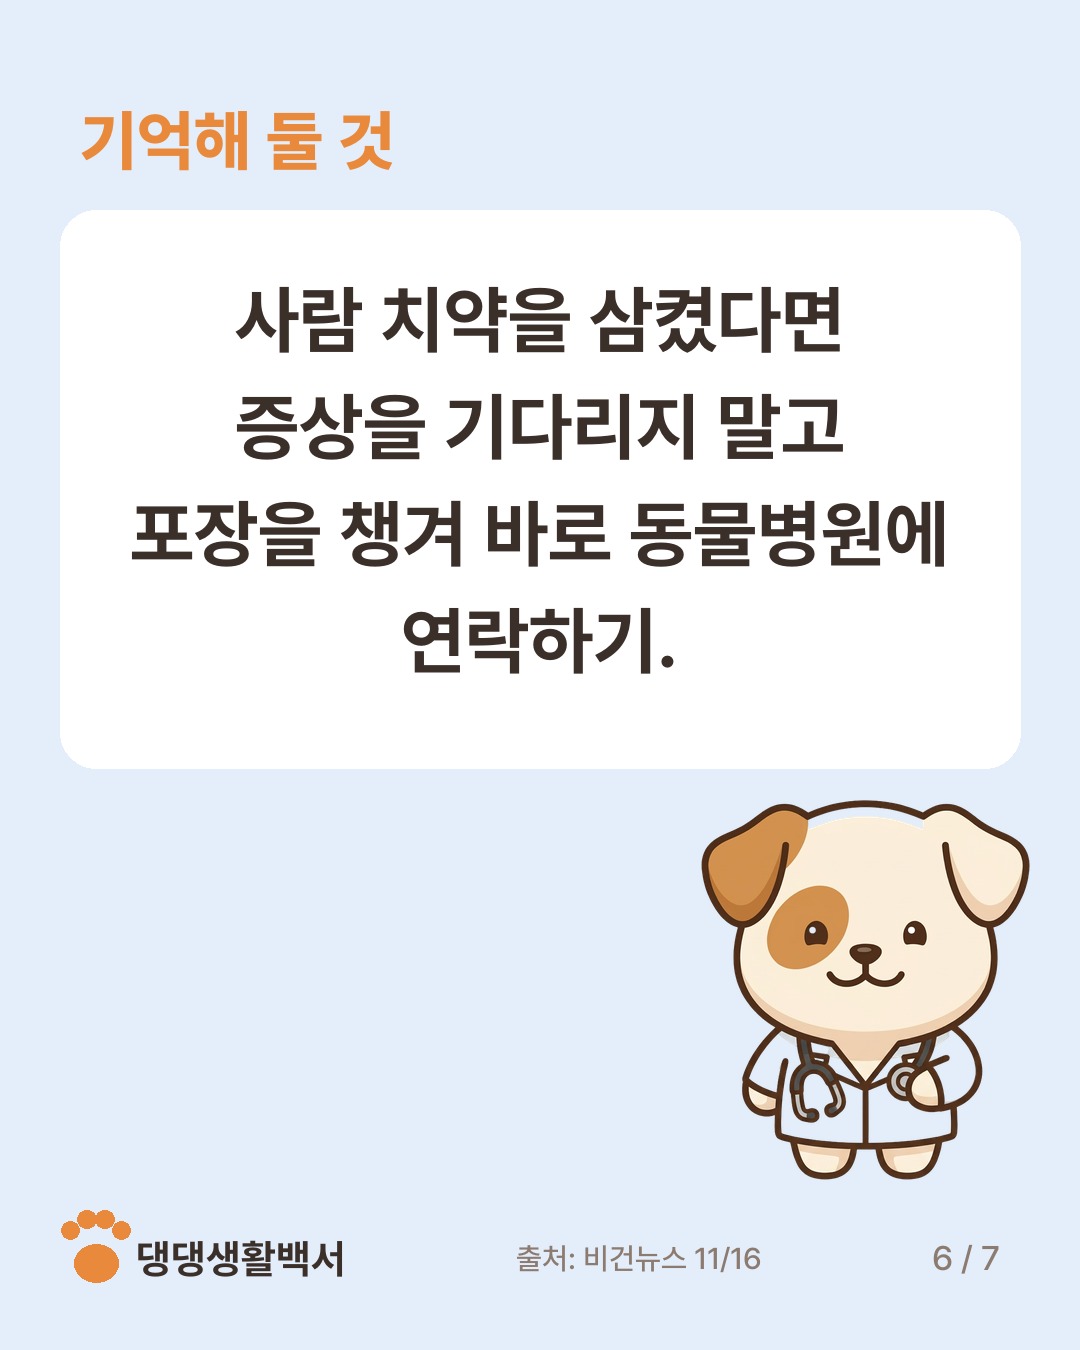 기억해 둘 것
사람 치약을 삼켰다면
증상을 기다리지 말고
포장을 챙겨 바로 동물병원에
연락하기.
댕댕생활백서
출처: 비건뉴스 11/16
6 / 7